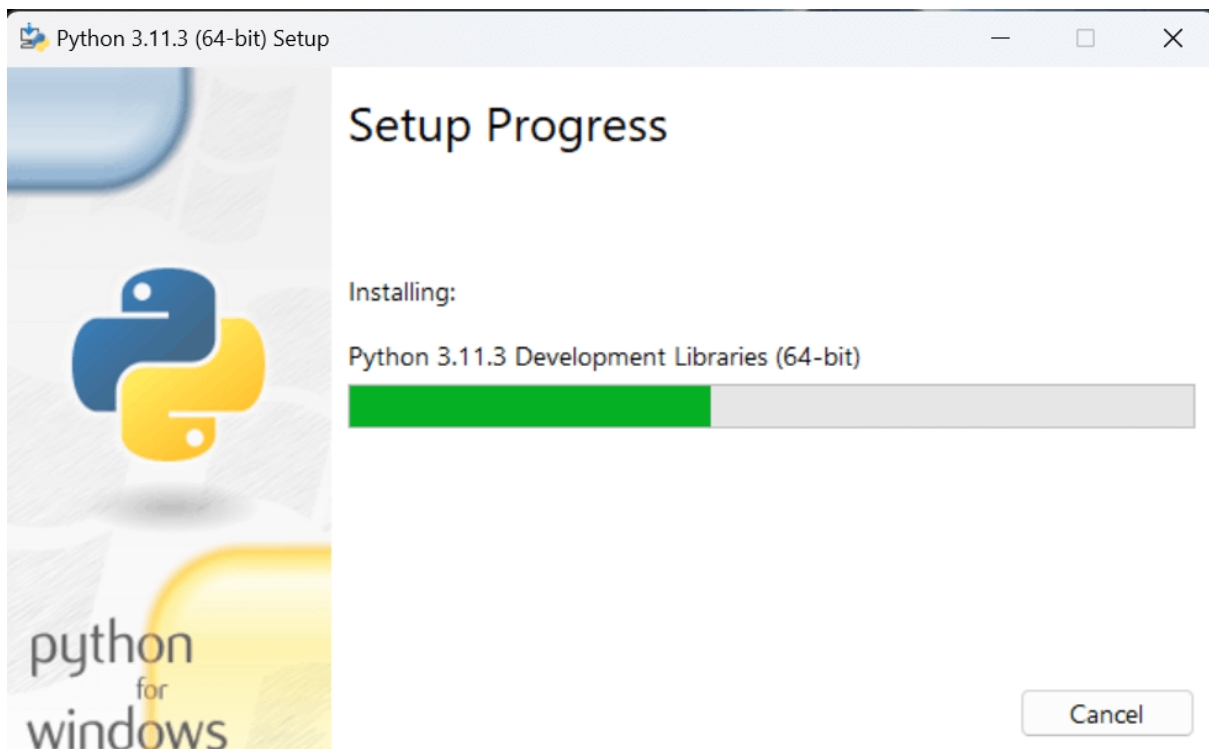 Python 3.11.3 (64-bit) Setup
Setup Progress
Installing:
Python 3.11.3 Development Libraries (64-bit)
python
for
windows
Cancel